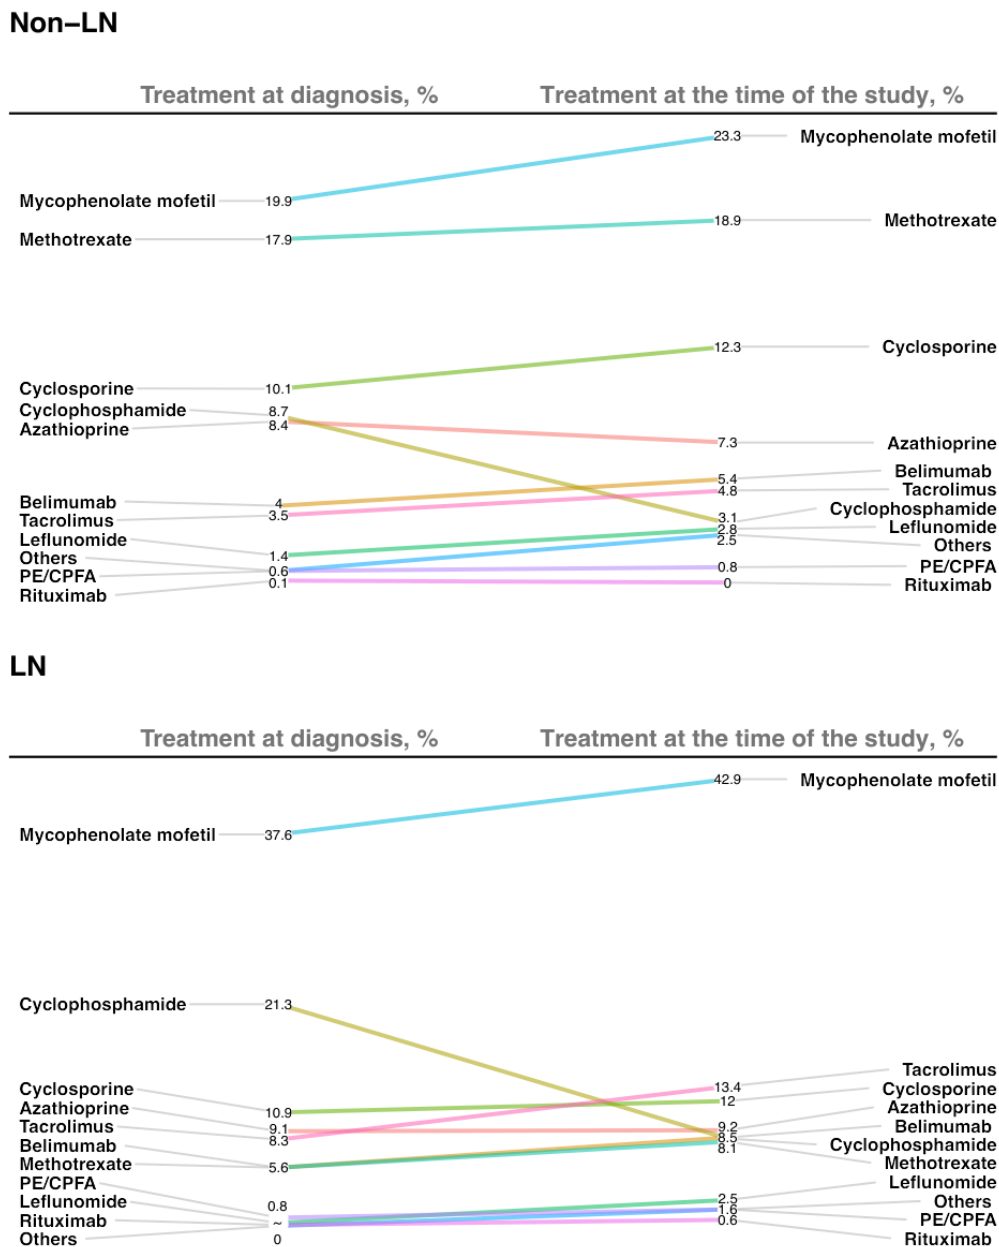 Non–LN
Treatment at diagnosis, % Treatment at the time of the study, %
23.3 Mycophenolate mofetil
Mycophenolate mofetil 19.9
18.9 Methotrexate
Methotrexate 17.9
12.3 Cyclosporine
Cyclosporine 10.1
Cyclophosphamide 8.7
Azathioprine 8.4
7.3 Azathioprine
5.4 Belimumab
4.8 Tacrolimus
Belimumab 4
3.1 Cyclophosphamide
Tacrolimus 3.5
2.8 Leflunomide
Leflunomide 1.4
2.5 Others
Others
0.8 PE/CPFA
PE/CPFA 0.6
0 Rituximab
Rituximab 0.1
LN
Treatment at diagnosis, % Treatment at the time of the study, %
42.9 Mycophenolate mofetil
Mycophenolate mofetil 37.6
Cyclophosphamide 21.3
13.4 Tacrolimus
Cyclosporine 10.9
12 Cyclosporine
Azathioprine 9.1
9.2 Azathioprine
Tacrolimus 8.3
8.5 Belimumab
Belimumab
Cyclophosphamide
Methotrexate 5.6
8.1 Methotrexate
PE/CPFA 0.8
2.5 Leflunomide
Leflunomide
1.6 Others
Rituximab ~
PE/CPFA
Others 0
0.6 Rituximab